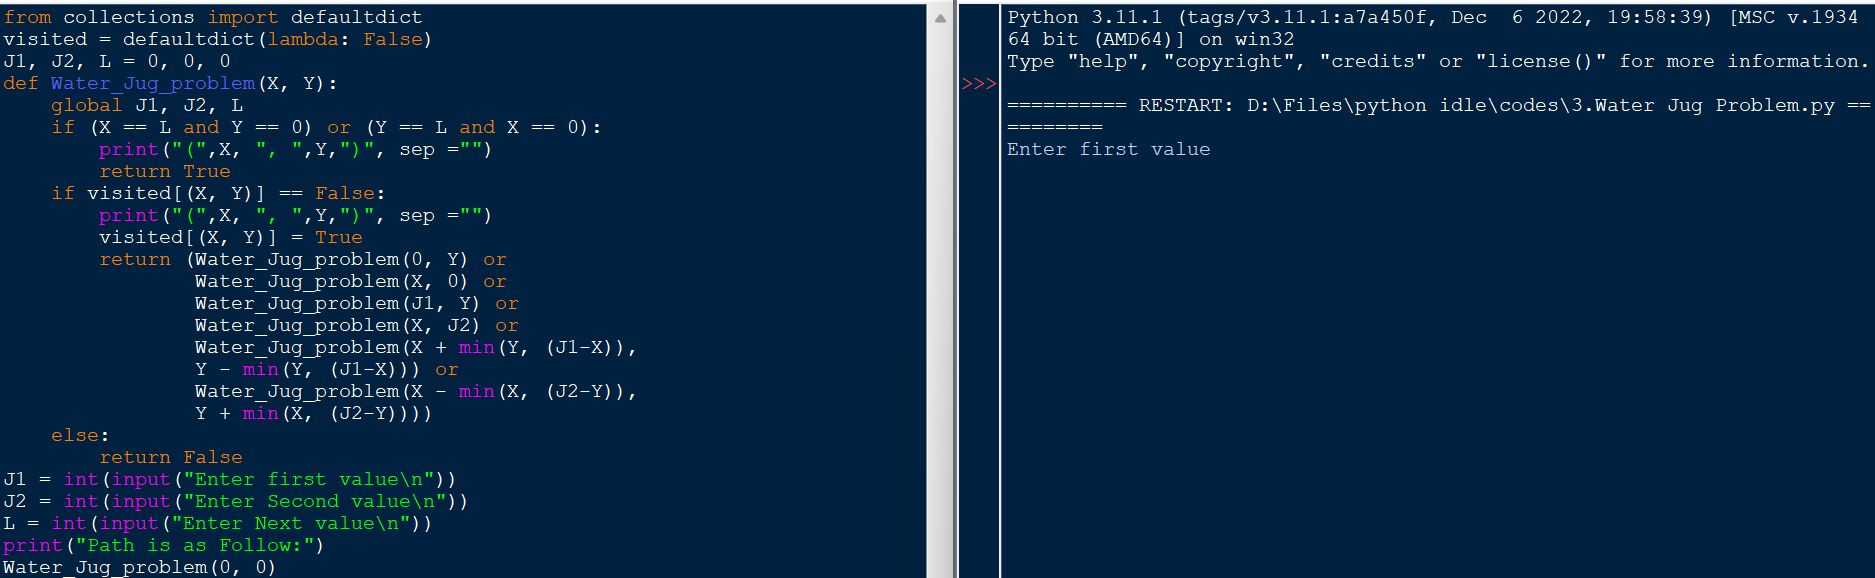 from collections import defaultdict
visited = defaultdict(lambda: False)
J1, J2, L = 0, 0, 0
def Water_Jug_problem(X, Y):
    global J1, J2, L
    if (X == L and Y == 0) or (Y == L and X == 0):
        print("(",X, ", ",Y,")", sep ="")
        return True
    if visited[(X, Y)] == False:
        print("(",X, ", ",Y,")", sep ="")
        visited[(X, Y)] = True
        return (Water_Jug_problem(0, Y) or
                Water_Jug_problem(X, 0) or
                Water_Jug_problem(J1, Y) or
                Water_Jug_problem(X, J2) or
                Water_Jug_problem(X + min(Y, (J1-X)),
                Y - min(Y, (J1-X))) or
                Water_Jug_problem(X - min(X, (J2-Y)),
                Y + min(X, (J2-Y))))
    else:
        return False
J1 = int(input("Enter first value\n"))
J2 = int(input("Enter Second value\n"))
L = int(input("Enter Next value\n"))
print("Path is as Follow:")
Water_Jug_problem(0, 0)
Python 3.11.1 (tags/v3.11.1:a7a450f, Dec  6 2022, 19:58:39) [MSC v.1934
64 bit (AMD64)] on win32
Type "help", "copyright", "credits" or "license()" for more information.
>>>
========== RESTART: D:\Files\python idle\codes\3.Water Jug Problem.py ==
========
Enter first value